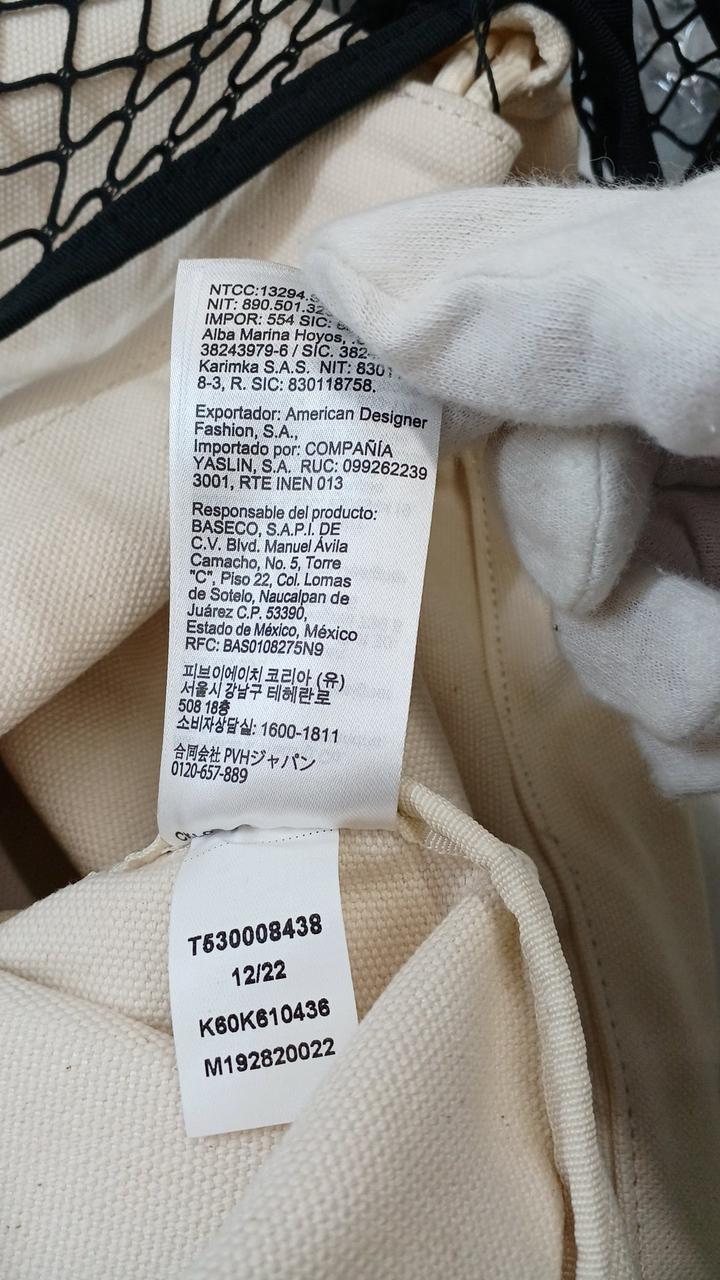 NTCC:13294.
NIT: 890.501.32
IMPOR: 554 SIC:
Alba Marina Hoyos,
38243979-6 / SIC. 382
Karimka S.A.S. NIT: 8301
8-3, R. SIC: 830118758.
Exportador: American Designer
Fashion, S.A.,
Importado por: COMPAÑÍA
YASLIN, S.A. RUC: 099262239
3001, RTE INEN 013
Responsable del producto:
BASECO, S.A.P.I. DE
C.V. Blvd. Manuel Ávila
Camacho, No. 5, Torre
"C", Piso 22, Col. Lomas
de Sotelo, Naucalpan de
Juárez C.P. 53390,
Estado de México, México
RFC: BAS0108275N9
피브이에이치 코리아 (유)
서울시 강남구 테헤란로
508 18층
소비자상담실: 1600-1811
合同会社 PVHジャパン
0120-657-889
T530008438
12/22
K60K610436
M192820022